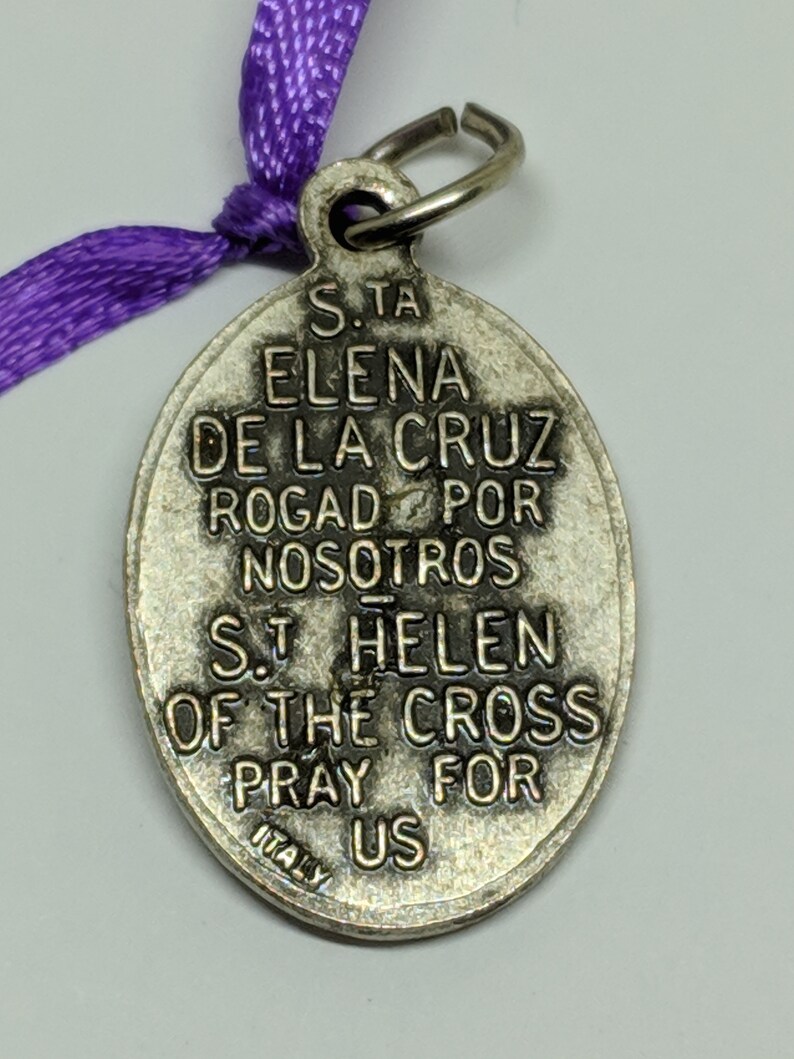 S.TA
ELENA
DE LA CRUZ
ROGAD POR
NOSOTROS
–
S.T HELEN
OF THE CROSS
PRAY FOR
US
ITALY